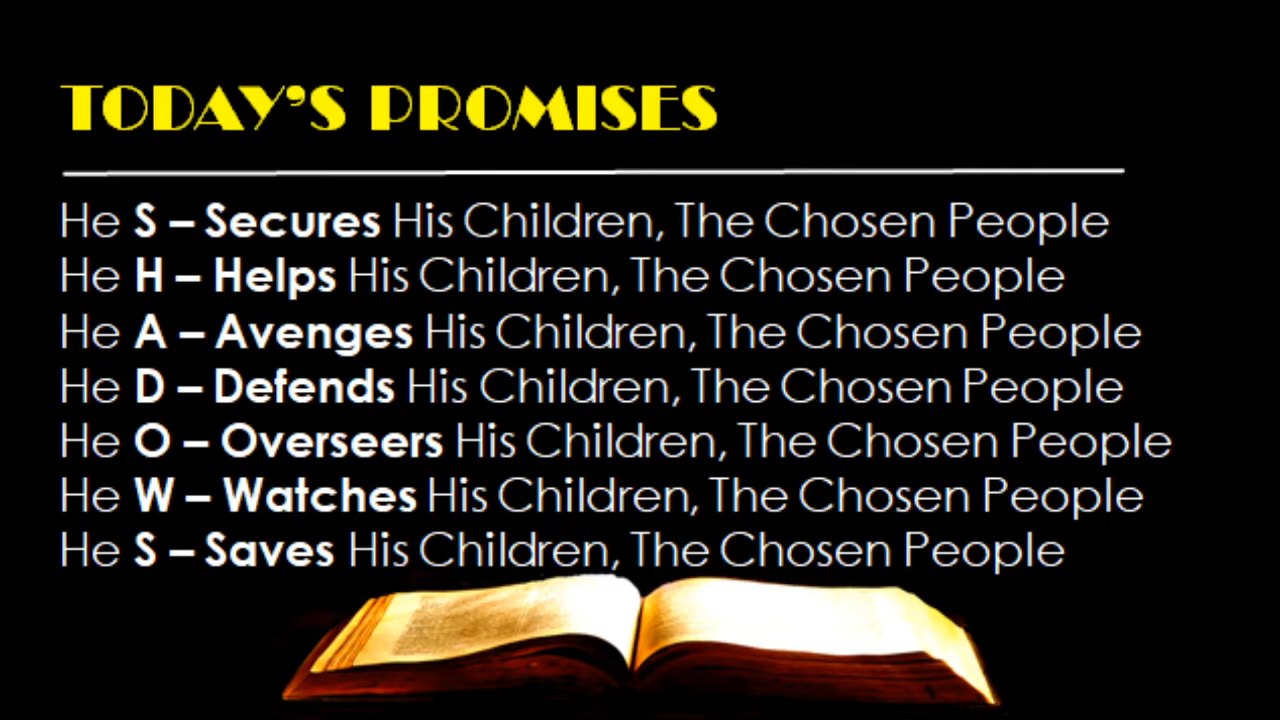 TODAY'S PROMISES
He S – Secures His Children, The Chosen People
He H – Helps His Children, The Chosen People
He A – Avenges His Children, The Chosen People
He D – Defends His Children, The Chosen People
He O – Overseers His Children, The Chosen People
He W – Watches His Children, The Chosen People
He S – Saves His Children, The Chosen People